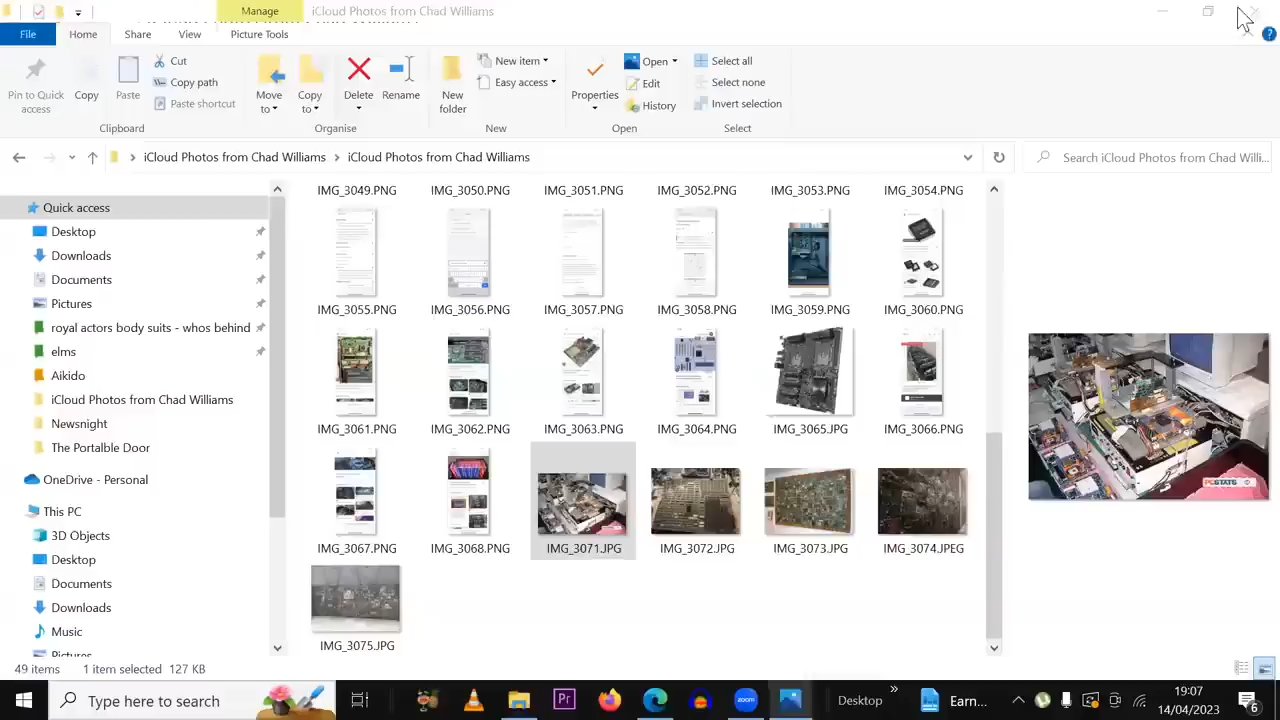 Manage
iCloud Photos from Chad Williams
File
Home
Share
View
Picture Tools
Pin to Quick access
Copy
Paste
Cut
Copy path
Paste shortcut
Clipboard
Move to
Copy to
Delete
Rename
Organise
New folder
New item
Easy access
New
Properties
Open
Edit
History
Open
Select all
Select none
Invert selection
Select
iCloud Photos from Chad Williams
iCloud Photos from Chad Williams
Search iCloud Photos from Chad Willi...
Desktop
Downloads
Documents
Pictures
royal actors body suits - whos behind
iCloud Photos from Chad Williams
Newsnight
Personal
This PC
3D Objects
Desktop
Documents
Downloads
Music
Pictures
IMG_3049.PNG IMG_3050.PNG IMG_3051.PNG IMG_3052.PNG IMG_3053.PNG IMG_3054.PNG
IMG_3055.PNG IMG_3056.PNG IMG_3057.PNG IMG_3058.PNG IMG_3059.PNG IMG_3060.PNG
IMG_3061.PNG IMG_3062.PNG IMG_3063.PNG IMG_3064.PNG IMG_3065.JPG IMG_3066.PNG
IMG_3067.PNG IMG_3068.PNG IMG_3071.JPG IMG_3072.JPG IMG_3073.JPG IMG_3074.JPEG
IMG_3075.JPG
PCSTATS
49 items 1 item selected 127 KB
Type here to search
Pr
zoom
Desktop
Earn...
19:07
14/04/2023
6